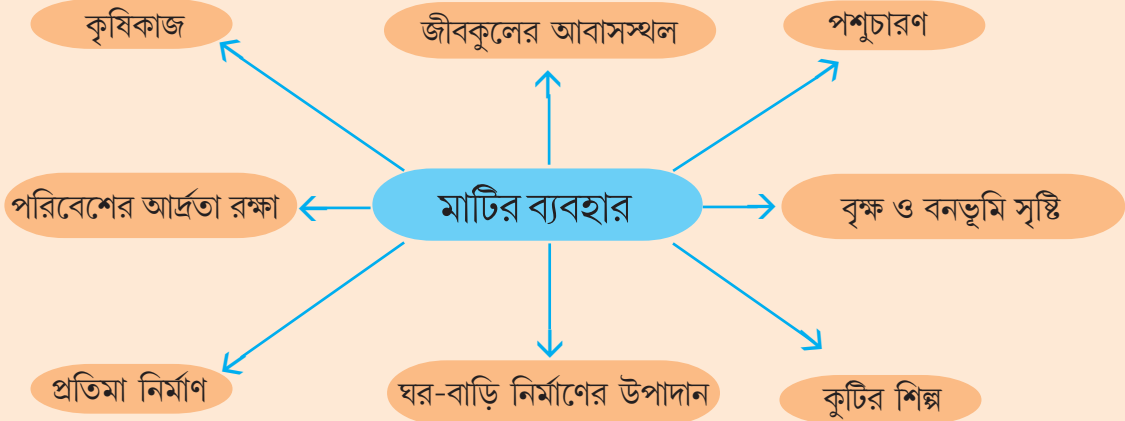 কৃষিকাজ
জীবকুলের আবাসস্থল
পশুচারণ
পরিবেশের আর্দ্রতা রক্ষা
মাটির ব্যবহার
বৃক্ষ ও বনভূমি সৃষ্টি
প্রতিমা নির্মাণ
ঘর-বাড়ি নির্মাণের উপাদান
কুটির শিল্প